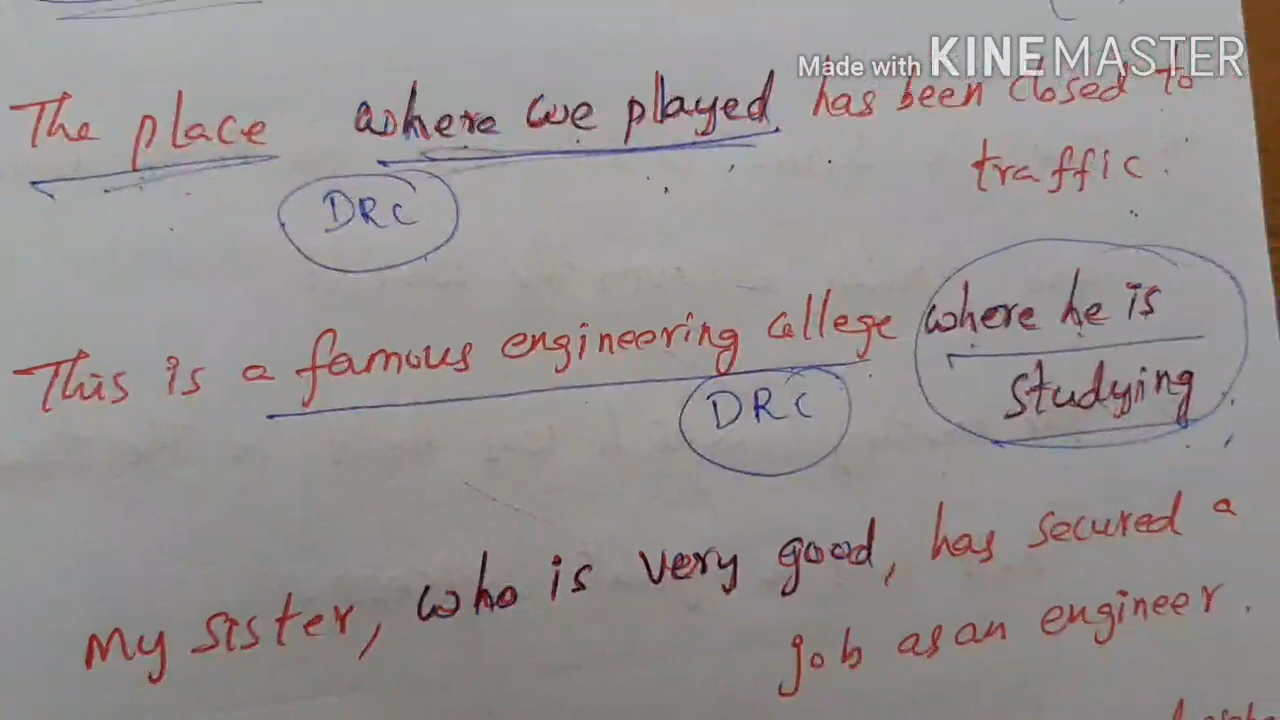 Made with KINEMASTER
The place where we played has been closed to
traffic.
DRC
This is a famous engineering college where he is
studying.
DRC
My sister, who is very good, has secured a
job as an engineer.